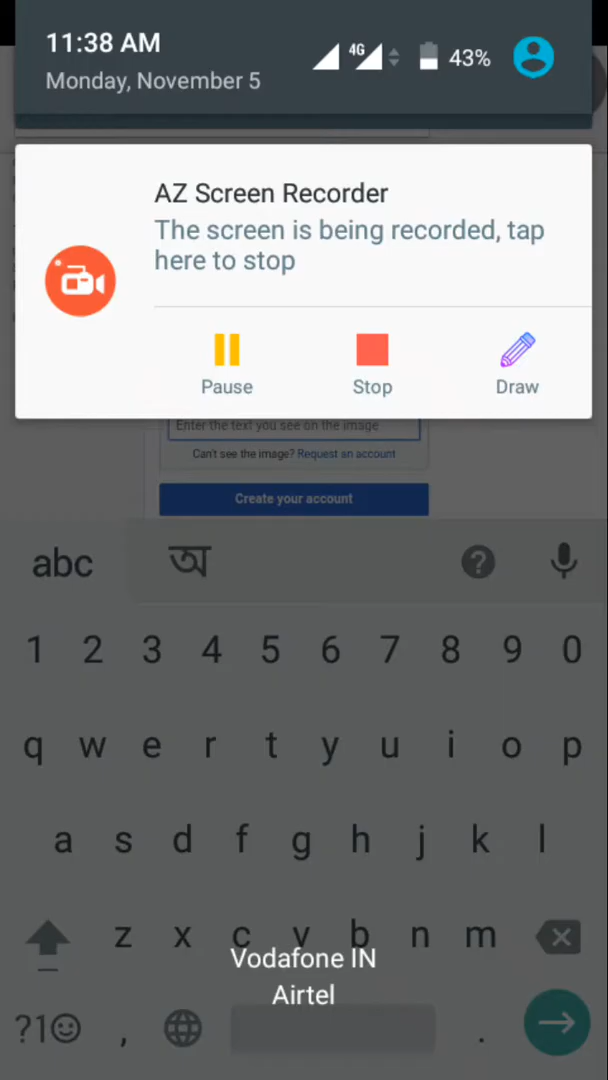 11:38 AM
4G
43%
Monday, November 5
AZ Screen Recorder
The screen is being recorded, tap
here to stop
Pause Stop Draw
Enter the text you see on the image
Can't see the image? Request an account
Create your account
abc অ ?
1 2 3 4 5 6 7 8 9 0
q w e r t y u i o p
a s d f g h j k l
z x c v b n m
Vodafone IN
Airtel
?1☺ , .